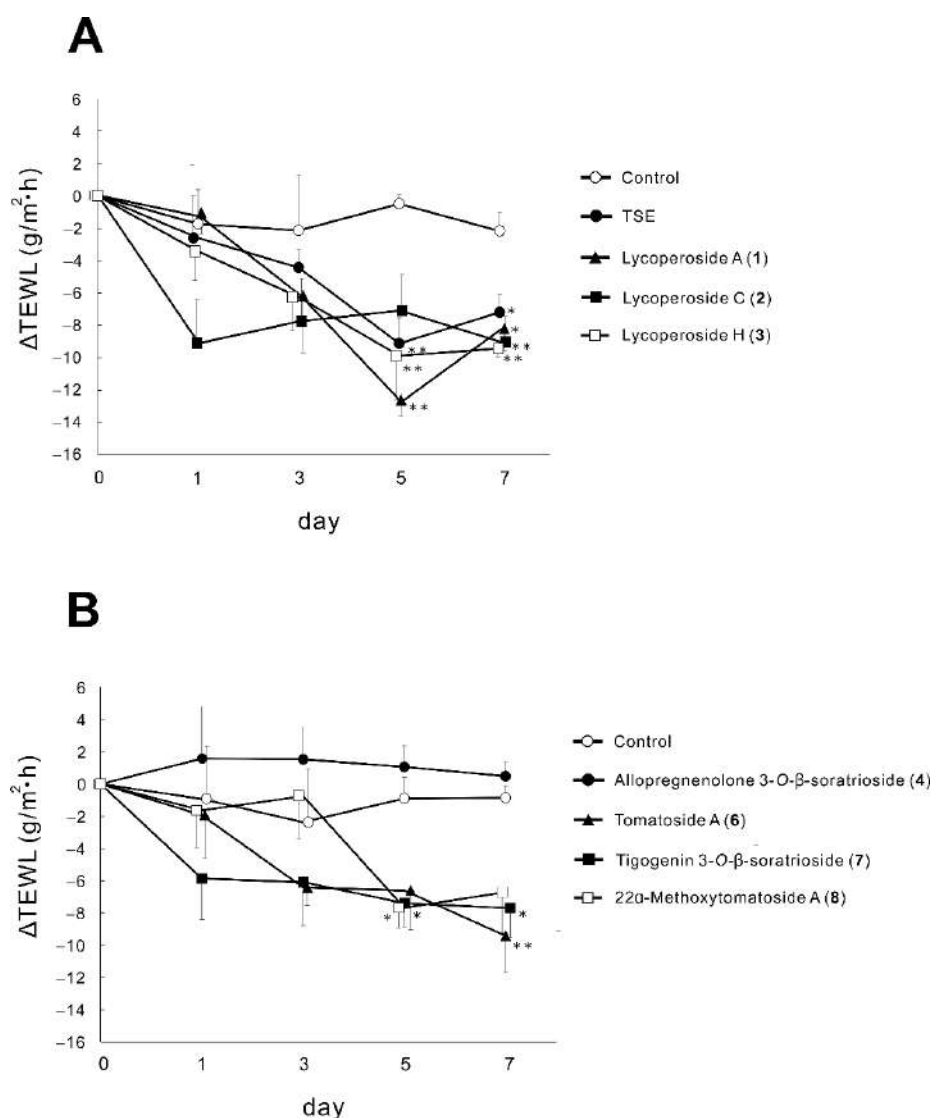 A
6
4
2
0
−2
−4
−6
−8
−10
−12
−14
−16
ΔTEWL (g/m²·h)
0 1 3 5 7
day
Control
TSE
Lycoperoside A (1)
Lycoperoside C (2)
Lycoperoside H (3)
*
*
**
**
**
**
**
B
6
4
2
0
−2
−4
−6
−8
−10
−12
−14
−16
ΔTEWL (g/m²·h)
0 1 3 5 7
day
Control
Allopregnenolone 3-O-β-soratrioside (4)
Tomatoside A (6)
Tigogenin 3-O-β-soratrioside (7)
22α-Methoxytomatoside A (8)
* *
*
**